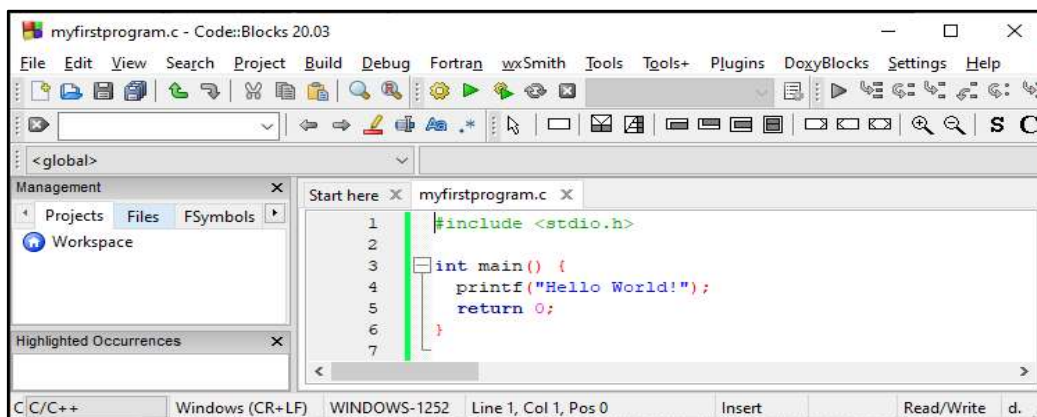 myfirstprogram.c - Code::Blocks 20.03
File Edit View Search Project Build Debug Fortran wxSmith Tools Tools+ Plugins DoxyBlocks Settings Help
S C
<global>
Management
Projects Files FSymbols
Workspace
Highlighted Occurrences
Start here myfirstprogram.c
1 #include <stdio.h>
2
3 int main() {
4 printf("Hello World!");
5 return 0;
6 }
7
C C/C++ Windows (CR+LF) WINDOWS-1252 Line 1, Col 1, Pos 0 Insert Read/Write d.